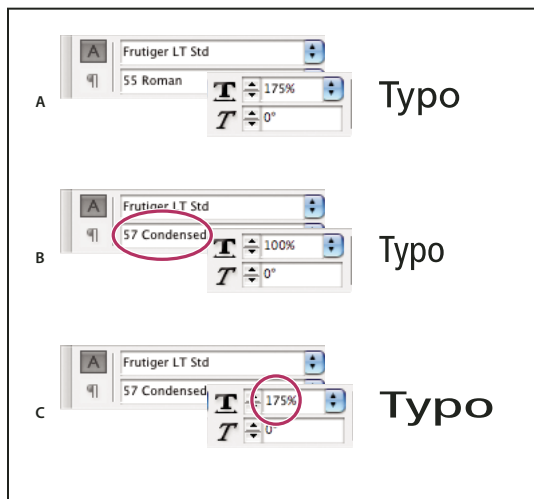 A Frutiger LT Std
¶ 55 Roman
T 175%
T 0°
A
Typo
A Frutiger LT Std
¶ 57 Condensed
T 100%
T 0°
B
Typo
A Frutiger LT Std
¶ 57 Condensed
T 175%
T 0°
C
Typo